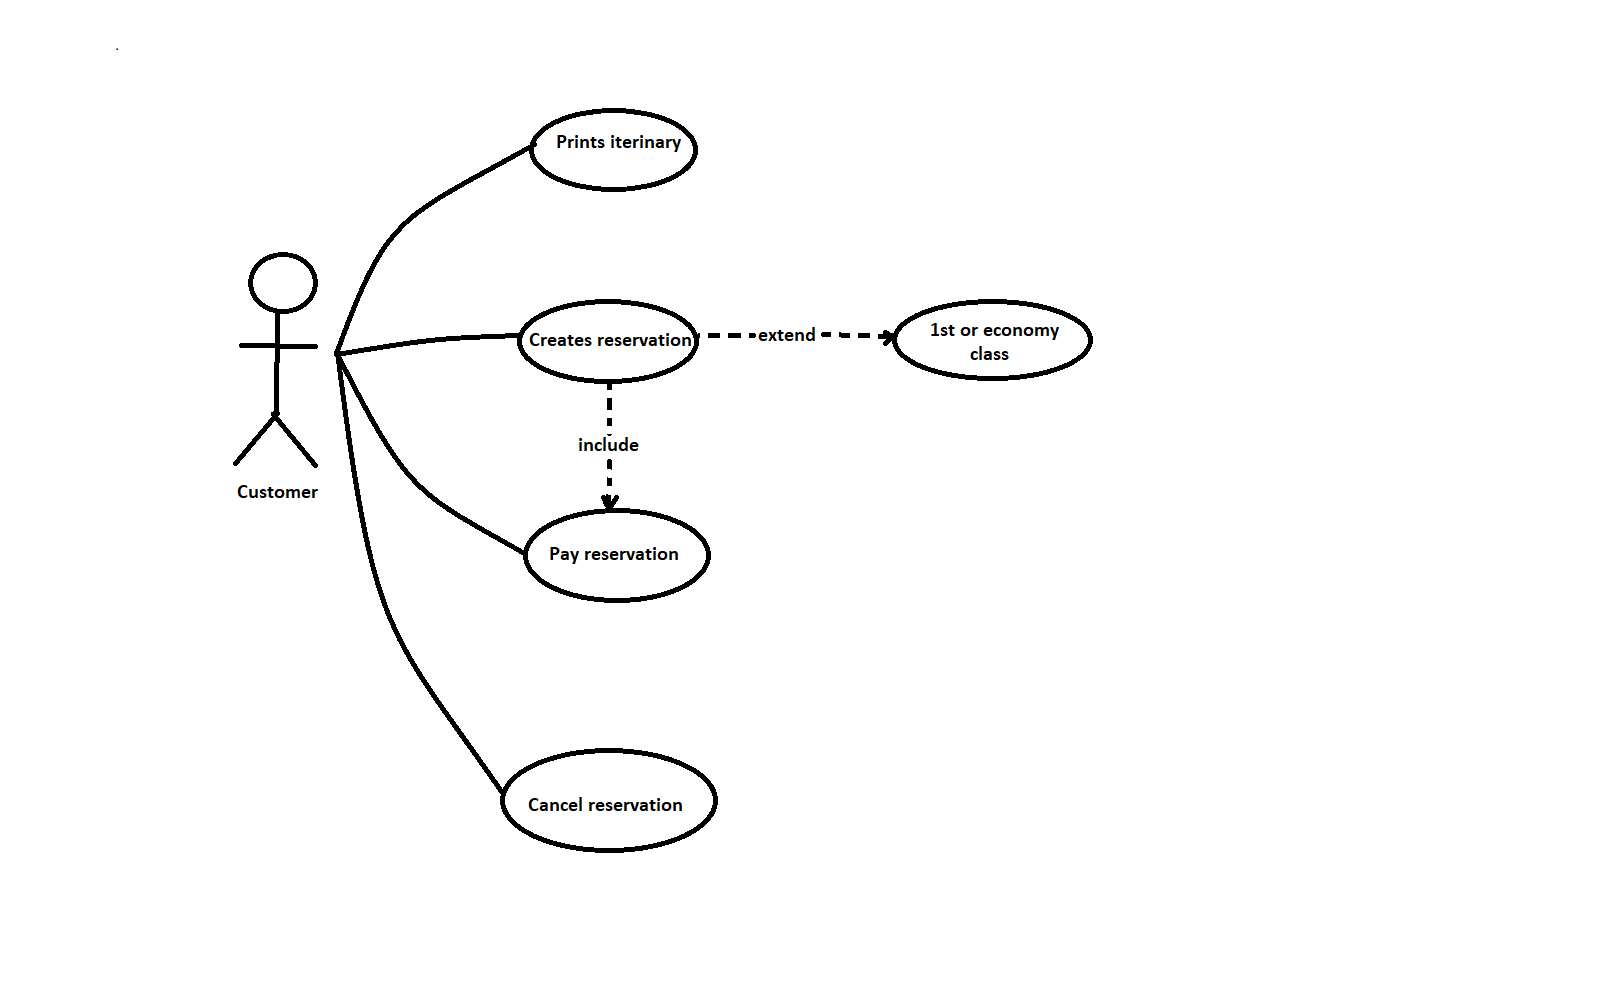 Prints iterinary
Creates reservation
extend
1st or economy
class
include
Customer
Pay reservation
Cancel reservation